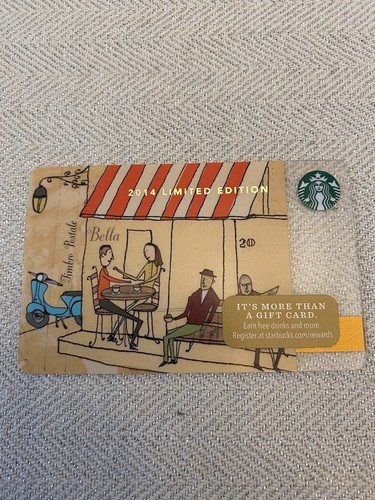 2014 LIMITED EDITION
Timbro Postale
Bella
20
IT'S MORE THAN
A GIFT CARD.
Earn free drinks and more.
Register at starbucks.com/rewards